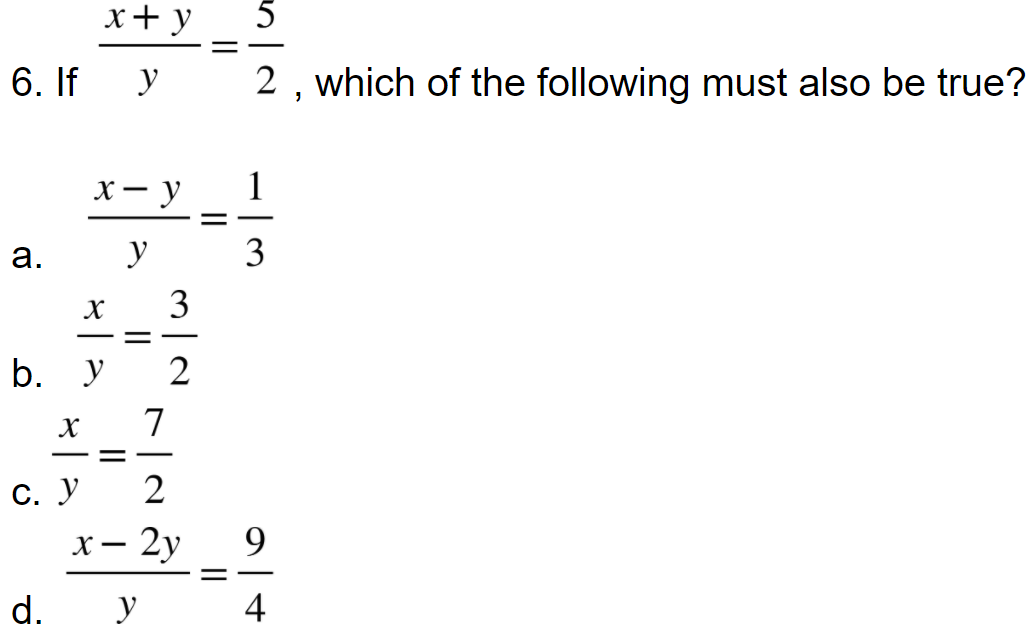 6. If \frac{x+y}{y} = \frac{5}{2} , which of the following must also be true?
a. \frac{x-y}{y} = \frac{1}{3}
b. \frac{x}{y} = \frac{3}{2}
c. \frac{x}{y} = \frac{7}{2}
d. \frac{x-2y}{y} = \frac{9}{4}